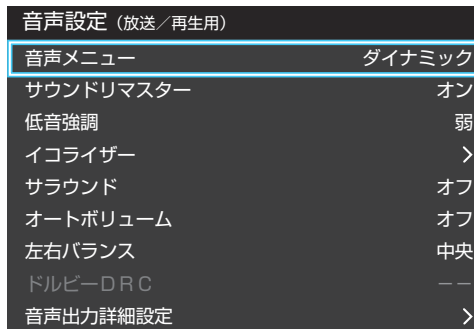 音声設定（放送／再生用）
音声メニュー ダイナミック
サウンドリマスター オン
低音強調 弱
イコライザー >
サラウンド オフ
オートボリューム オフ
左右バランス 中央
ドルビーＤＲＣ －－
音声出力詳細設定 >